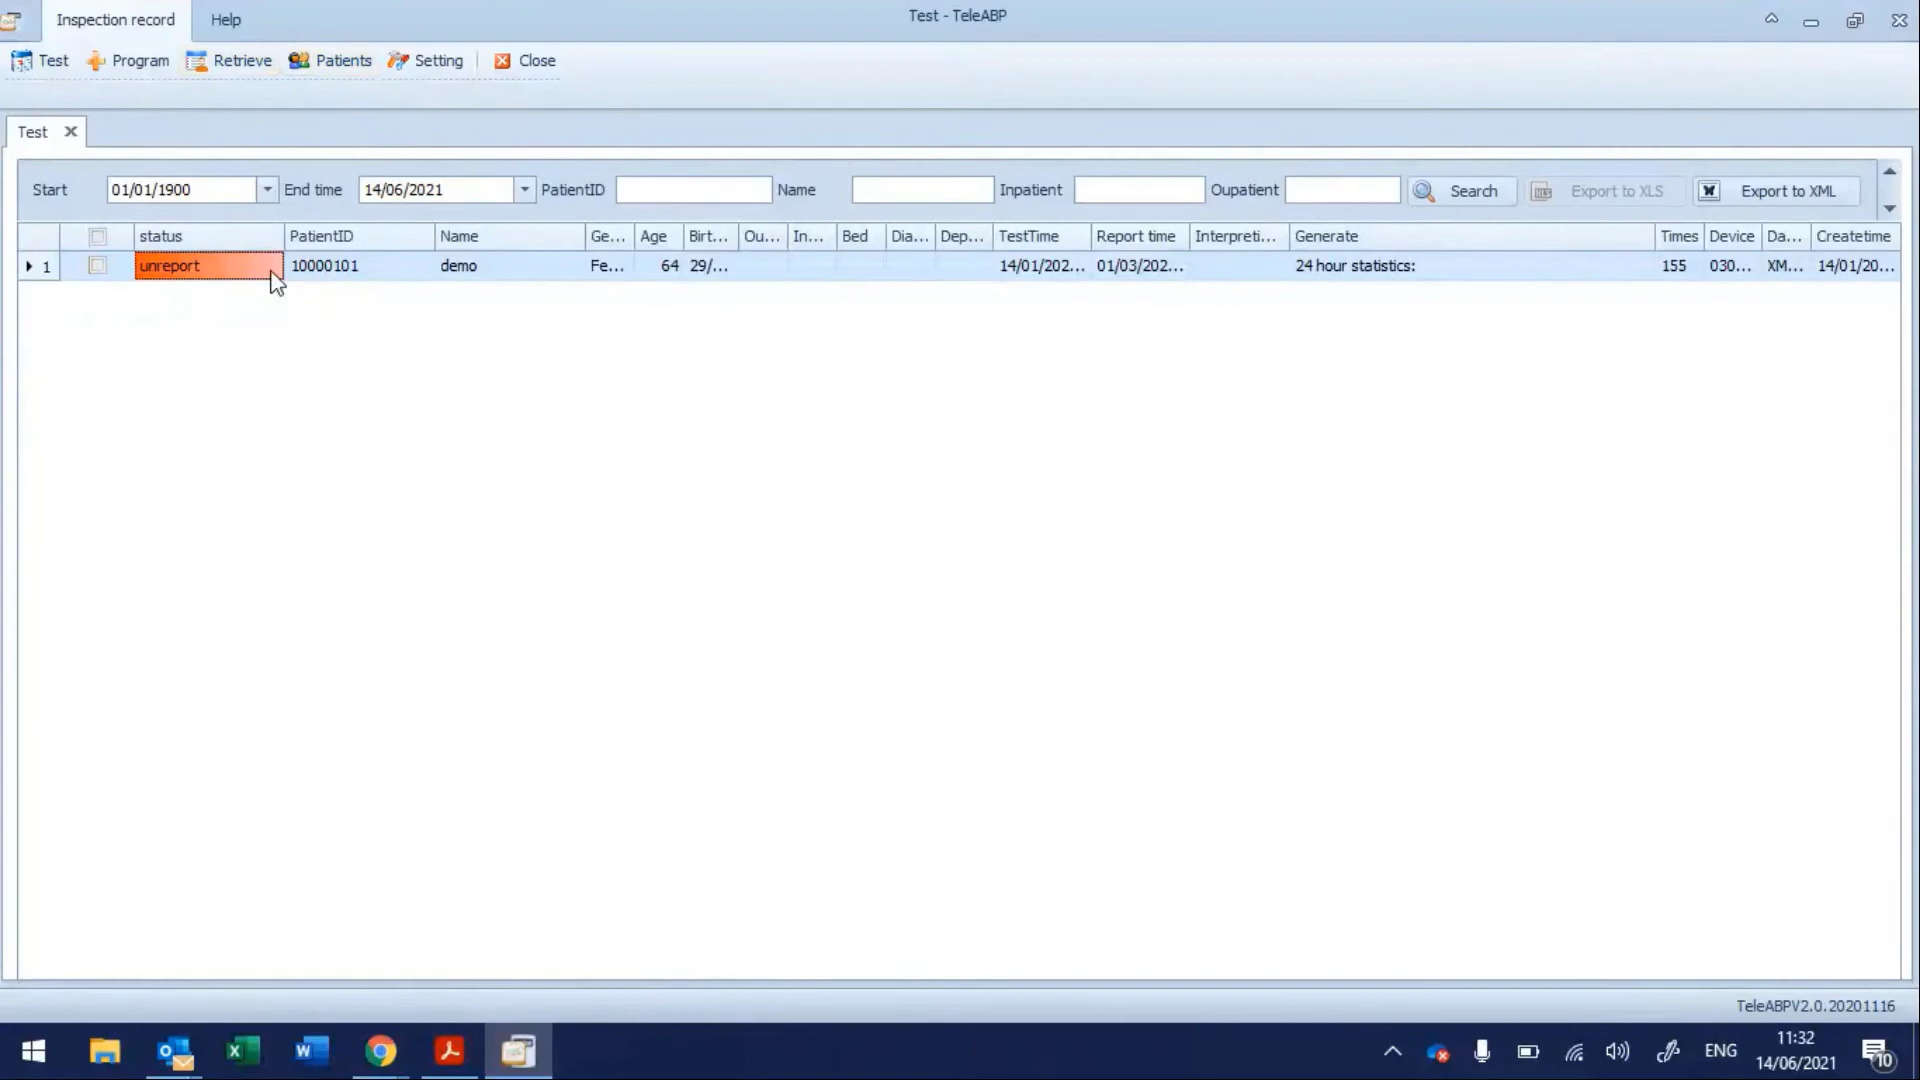 Inspection record Help Test - TeleABP
Test Program Retrieve Patients Setting Close
Test
Start 01/01/1900 End time 14/06/2021 PatientID Name Inpatient Oupatient Search Export to XLS Export to XML
status PatientID Name Ge... Age Birt... Ou... In... Bed Dia... Dep... TestTime Report time Interpreti... Generate Times Device Da... Createtime
1 unreport 10000101 demo Fe... 64 29/... 14/01/202... 01/03/202... 24 hour statistics: 155 030... XM... 14/01/20...
TeleABPV2.0.20201116
ENG 11:32
14/06/2021 10